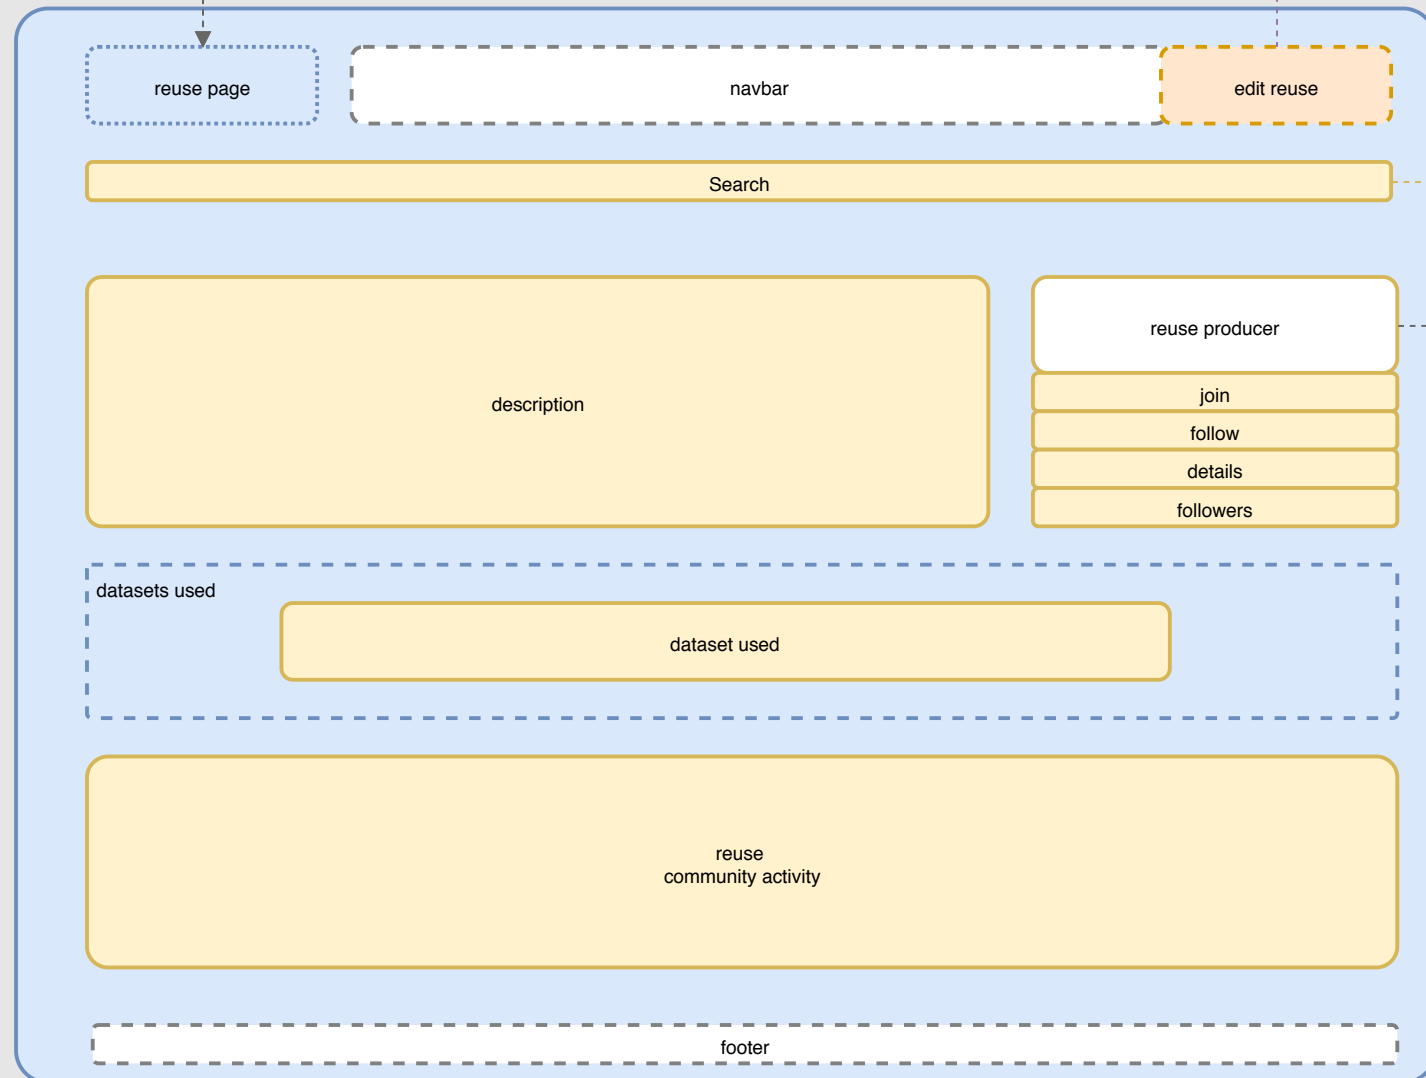 reuse page
navbar
edit reuse
Search
description
reuse producer
join
follow
details
followers
datasets used
dataset used
reuse
community activity
footer